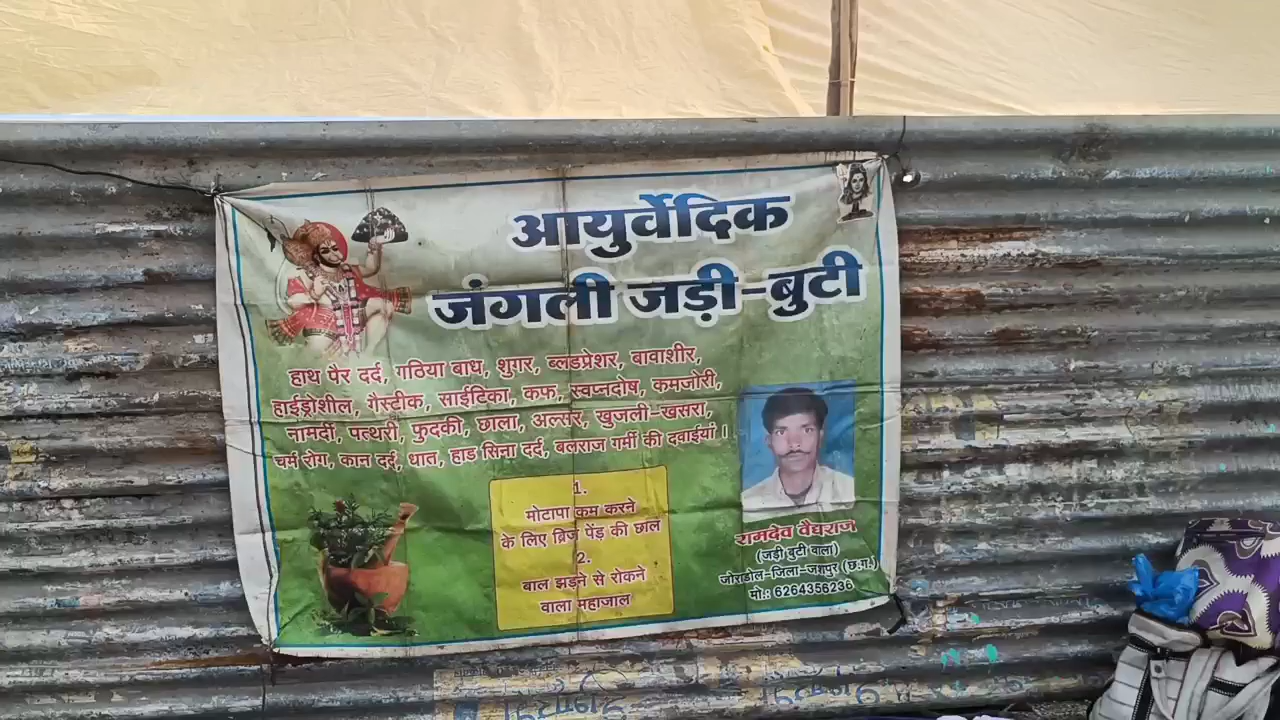 आयुर्वेदिक
जंगली जड़ी-बुटी
हाथ पैर दर्द, गठिया बाध, शुगर, ब्लडप्रेशर, बावाशीर,
हाईड्रोशील, गैस्टीक, साईटिका, कफ, स्वप्नदोष, कमजोरी,
नामर्दी, पत्थरी, फुदकी, छाला, अल्सर, खुजली-खसरा,
चर्म रोग, कान दर्द, धात, हाड सिना दर्द, बलराज गर्मी की दवाईयां ।
1.
मोटापा कम करने
के लिए ब्रिज पेंड़ की छाल
2.
बाल झड़ने से रोकने
वाला महाजाल
रामदेव वैद्यराज
(जड़ी बुटी वाला)
जोराडोल-जिला-जशपुर (छ.ग.)
मो.: 6264356236